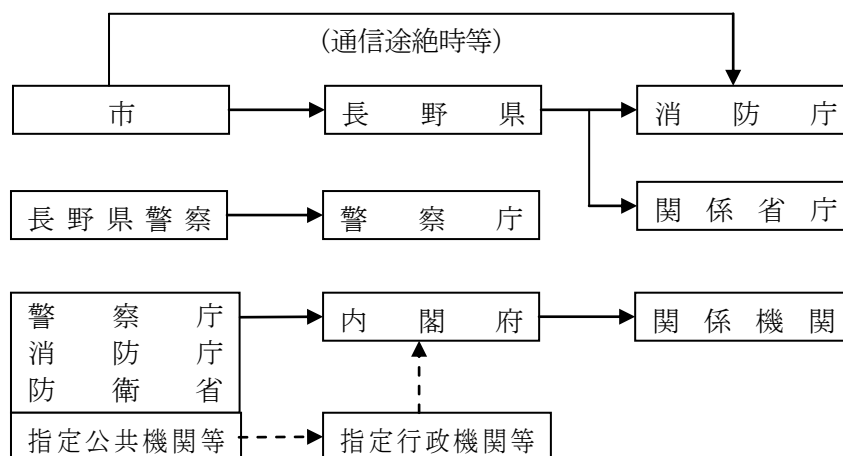 (通信途絶時等)
市
長野県
消防庁
関係省庁
長野県警察
警察庁
警察庁
消防庁
防衛省
内閣府
関係機関
指定公共機関等
指定行政機関等